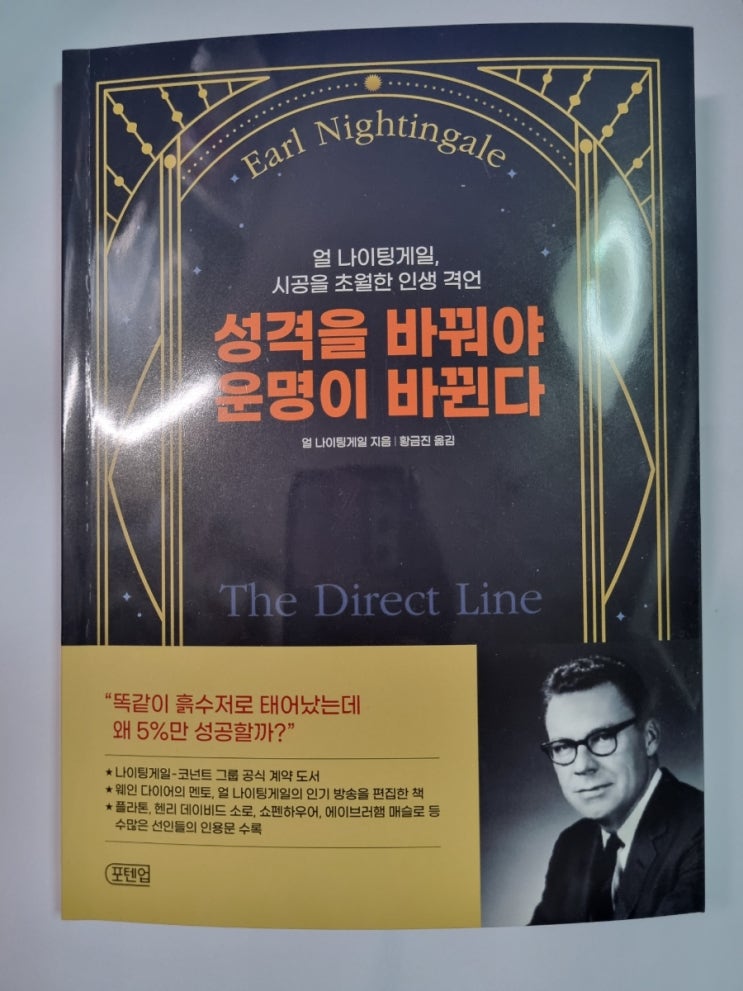 Earl Nightingale
얼 나이팅게일,
시공을 초월한 인생 격언
성격을 바꿔야
운명이 바뀐다
얼 나이팅게일 지음 | 황금진 옮김
The Direct Line
“똑같이 흙수저로 태어났는데
왜 5%만 성공할까?”
★ 나이팅게일-코넌트 그룹 공식 계약 도서
★ 웨인 다이어의 멘토, 얼 나이팅게일의 인기 방송을 편집한 책
★ 플라톤, 헨리 데이비드 소로, 쇼펜하우어, 에이브러햄 매슬로 등
수많은 선인들의 인용문 수록
포텐업